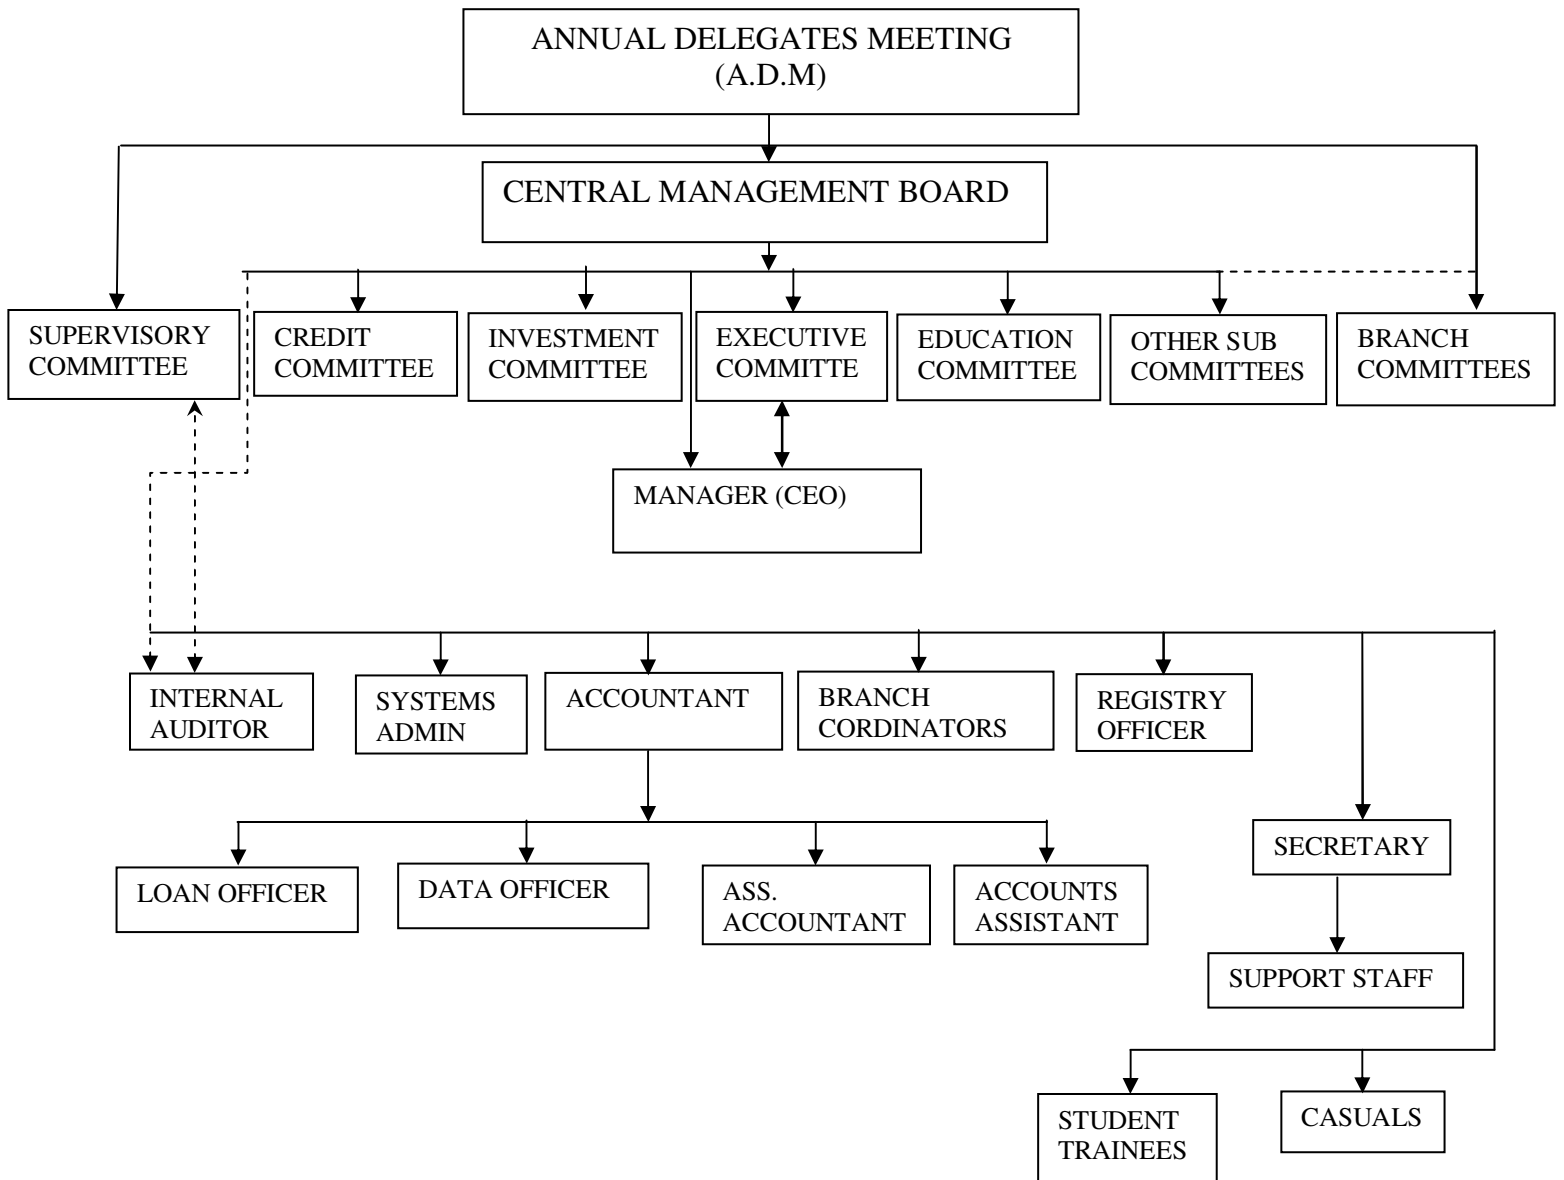 ANNUAL DELEGATES MEETING
(A.D.M)
CENTRAL MANAGEMENT BOARD
SUPERVISORY
COMMITTEE
CREDIT
COMMITTEE
INVESTMENT
COMMITTEE
EXECUTIVE
COMMITTE
EDUCATION
COMMITTEE
OTHER SUB
COMMITTEES
BRANCH
COMMITTEES
MANAGER (CEO)
INTERNAL
AUDITOR
SYSTEMS
ADMIN
ACCOUNTANT
BRANCH
CORDINATORS
REGISTRY
OFFICER
LOAN OFFICER
DATA OFFICER
ASS.
ACCOUNTANT
ACCOUNTS
ASSISTANT
SECRETARY
SUPPORT STAFF
STUDENT
TRAINEES
CASUALS